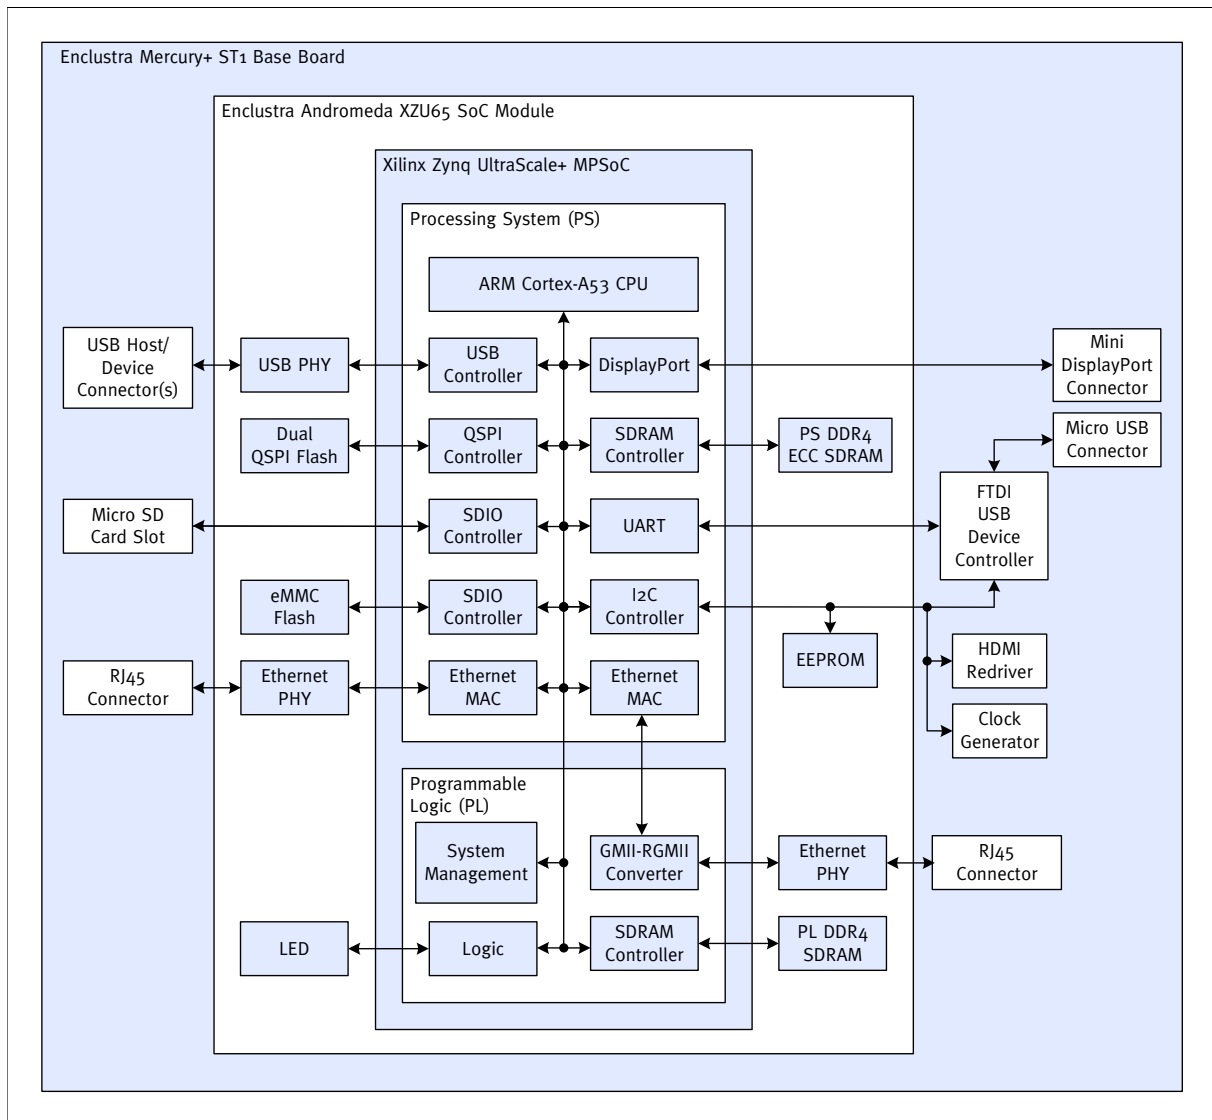 Enclustra Mercury+ ST1 Base Board
Enclustra Andromeda XZU65 SoC Module
Xilinx Zynq UltraScale+ MPSoC
Processing System (PS)
ARM Cortex-A53 CPU
USB Host/
Device
Connector(s)
USB PHY
USB
Controller
DisplayPort
Mini
DisplayPort
Connector
Dual
QSPI Flash
QSPI
Controller
SDRAM
Controller
PS DDR4
ECC SDRAM
Micro USB
Connector
Micro SD
Card Slot
SDIO
Controller
UART
FTDI
USB
Device
Controller
eMMC
Flash
SDIO
Controller
I2C
Controller
EEPROM
HDMI
Redriver
RJ45
Connector
Ethernet
PHY
Ethernet
MAC
Ethernet
MAC
Clock
Generator
Programmable
Logic (PL)
System
Management
GMII-RGMII
Converter
Ethernet
PHY
RJ45
Connector
LED
Logic
SDRAM
Controller
PL DDR4
SDRAM